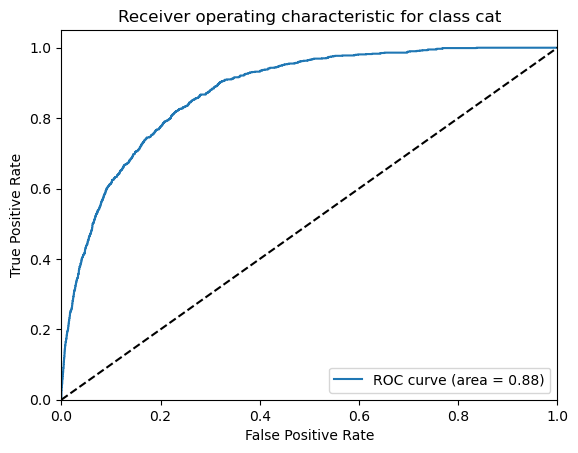 Receiver operating characteristic for class cat
True Positive Rate
1.0
0.8
0.6
0.4
0.2
0.0
ROC curve (area = 0.88)
0.0 0.2 0.4 0.6 0.8 1.0
False Positive Rate